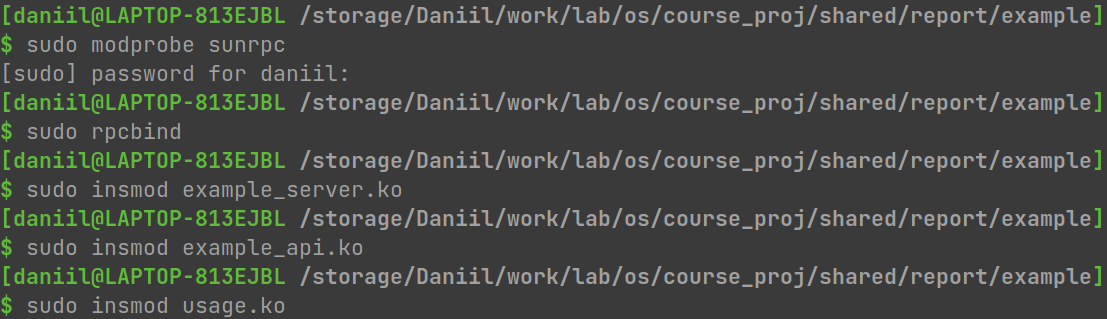 [daniil@LAPTOP-813EJBL /storage/Daniil/work/lab/os/course_proj/shared/report/example]
$ sudo modprobe sunrpc
[sudo] password for daniil:
[daniil@LAPTOP-813EJBL /storage/Daniil/work/lab/os/course_proj/shared/report/example]
$ sudo rpcbind
[daniil@LAPTOP-813EJBL /storage/Daniil/work/lab/os/course_proj/shared/report/example]
$ sudo insmod example_server.ko
[daniil@LAPTOP-813EJBL /storage/Daniil/work/lab/os/course_proj/shared/report/example]
$ sudo insmod example_api.ko
[daniil@LAPTOP-813EJBL /storage/Daniil/work/lab/os/course_proj/shared/report/example]
$ sudo insmod usage.ko